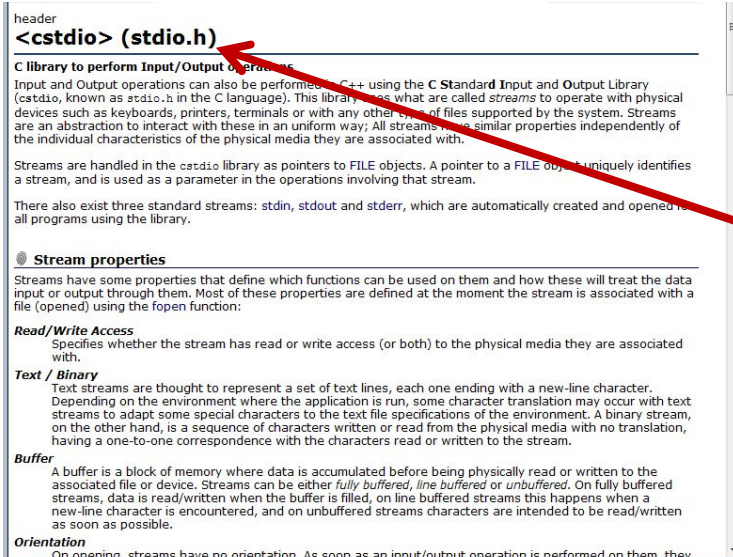 header
<cstdio> (stdio.h)
C library to perform Input/Output operations
Input and Output operations can also be performed in C++ using the C Standard Input and Output Library
(cstdio, known as stdio.h in the C language). This library uses what are called streams to operate with physical
devices such as keyboards, printers, terminals or with any other type of files supported by the system. Streams
are an abstraction to interact with these in an uniform way; All streams have similar properties independently of
the individual characteristics of the physical media they are associated with.
Streams are handled in the cstdio library as pointers to FILE objects. A pointer to a FILE object uniquely identifies
a stream, and is used as a parameter in the operations involving that stream.
There also exist three standard streams: stdin, stdout and stderr, which are automatically created and opened for
all programs using the library.
Stream properties
Streams have some properties that define which functions can be used on them and how these will treat the data
input or output through them. Most of these properties are defined at the moment the stream is associated with a
file (opened) using the fopen function:
Read/Write Access
Specifies whether the stream has read or write access (or both) to the physical media they are associated
with.
Text / Binary
Text streams are thought to represent a set of text lines, each one ending with a new-line character.
Depending on the environment where the application is run, some character translation may occur with text
streams to adapt some special characters to the text file specifications of the environment. A binary stream,
on the other hand, is a sequence of characters written or read from the physical media with no translation,
having a one-to-one correspondence with the characters read or written to the stream.
Buffer
A buffer is a block of memory where data is accumulated before being physically read or written to the
associated file or device. Streams can be either fully buffered, line buffered or unbuffered. On fully buffered
streams, data is read/written when the buffer is filled, on line buffered streams this happens when a
new-line character is encountered, and on unbuffered streams characters are intended to be read/written
as soon as possible.
Orientation
On opening, streams have no orientation. As soon as an input/output operation is performed on them, they